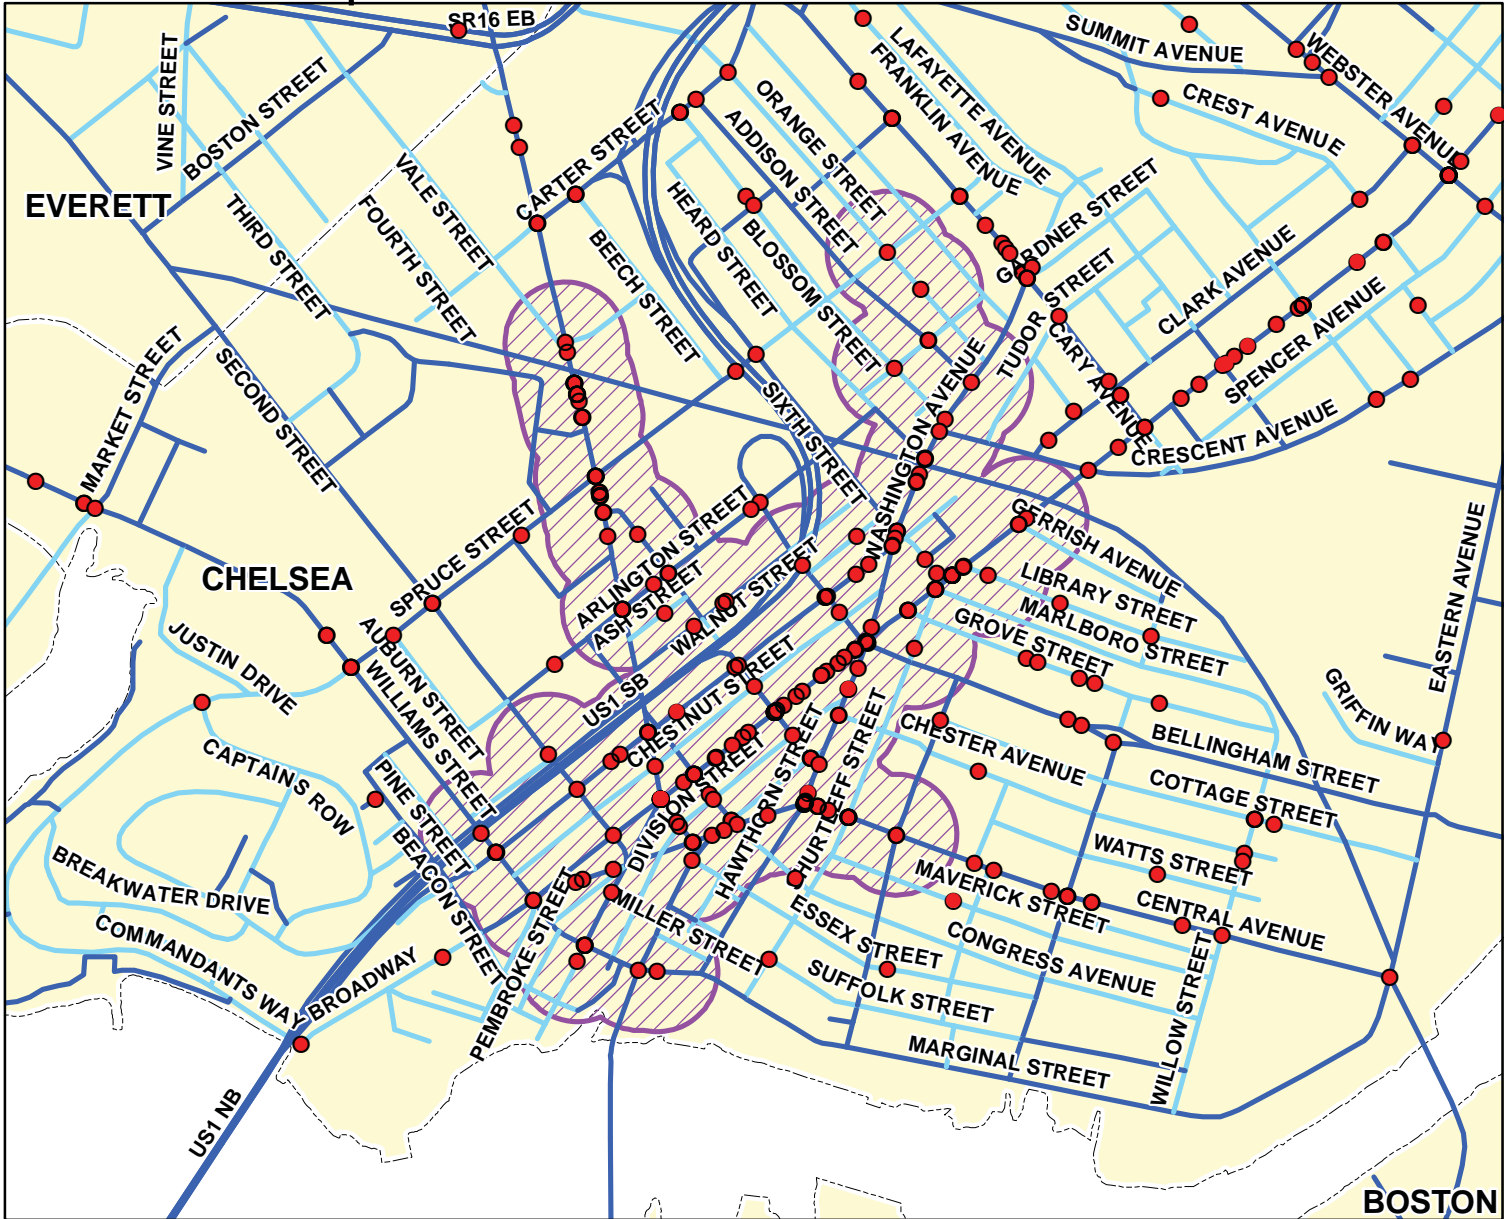 SR16 EB
SUMMIT AVENUE
WEBSTER AVENUE
LAFAYETTE AVENUE
FRANKLIN AVENUE
VINE STREET
BOSTON STREET
ORANGE STREET
ADDISON STREET
CREST AVENUE
CARTER STREET
VALE STREET
EVERETT
THIRD STREET
FOURTH STREET
HEARD STREET
BLOSSOM STREET
GARDNER STREET
BEECH STREET
TUDOR STREET
CLARK AVENUE
SPENCER AVENUE
CARY AVENUE
MARKET STREET
SECOND STREET
SIXTH STREET
WASHINGTON AVENUE
CRESCENT AVENUE
SPRUCE STREET
ARLINGTON STREET
GERRISH AVENUE
EASTERN AVENUE
CHELSEA
ASH STREET
WALNUT STREET
LIBRARY STREET
MARLBORO STREET
GROVE STREET
JUSTIN DRIVE
AUBURN STREET
WILLIAMS STREET
US1 SB
CHESTNUT STREET
GRIFFIN WAY
CAPTAINS ROW
CHESTER AVENUE
BELLINGHAM STREET
COTTAGE STREET
PINE STREET
DIVISION STREET
HAWTHORN STREET
SHURTLEFF STREET
WATTS STREET
BREAKWATER DRIVE
BEACON STREET
MAVERICK STREET
CENTRAL AVENUE
COMMANDANTS WAY
BROADWAY
PEMBROKE STREET
MILLER STREET
ESSEX STREET
CONGRESS AVENUE
SUFFOLK STREET
WILLOW STREET
MARGINAL STREET
US1 NB
BOSTON